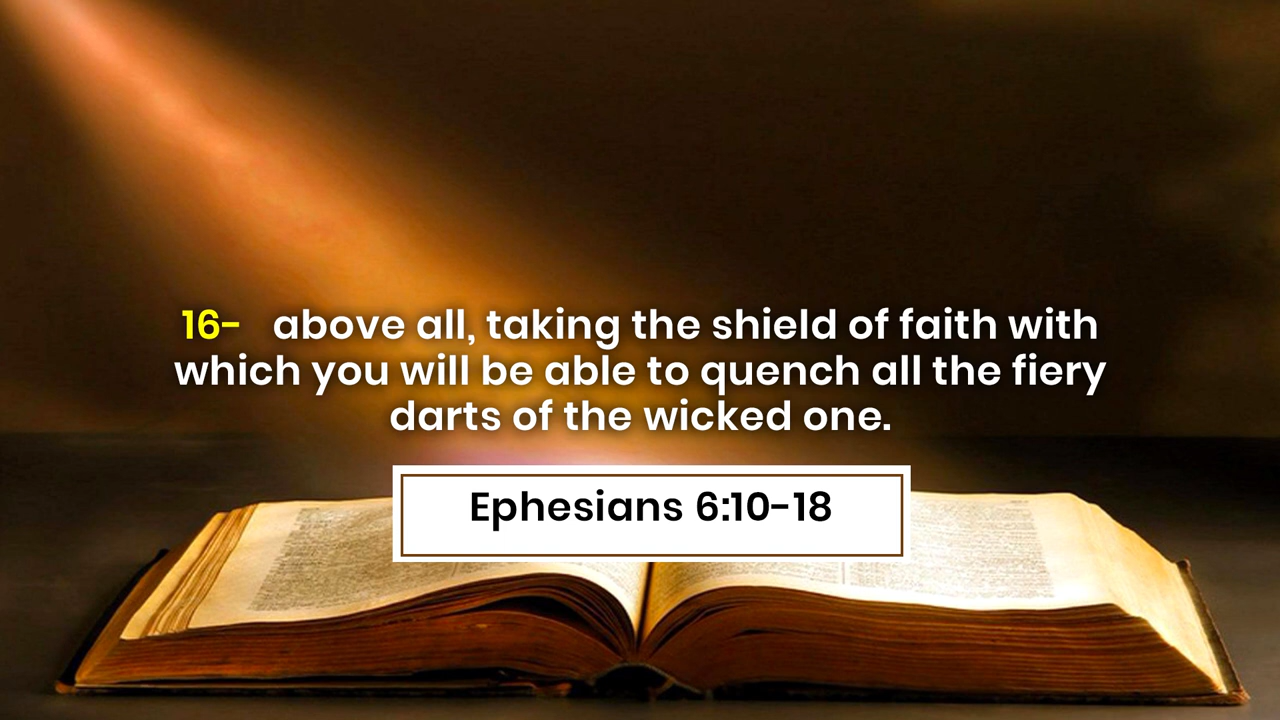 16- above all, taking the shield of faith with
which you will be able to quench all the fiery
darts of the wicked one.
Ephesians 6:10-18